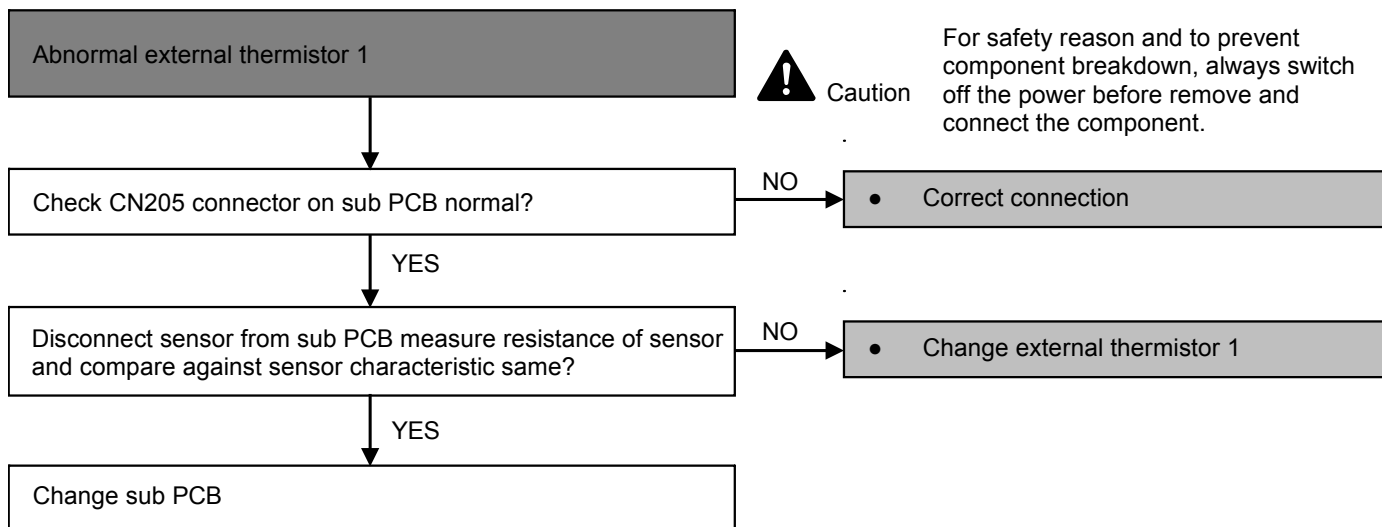 Abnormal external thermistor 1
Caution
For safety reason and to prevent
component breakdown, always switch
off the power before remove and
connect the component.
Check CN205 connector on sub PCB normal?
NO
● Correct connection
YES
Disconnect sensor from sub PCB measure resistance of sensor
and compare against sensor characteristic same?
NO
● Change external thermistor 1
YES
Change sub PCB